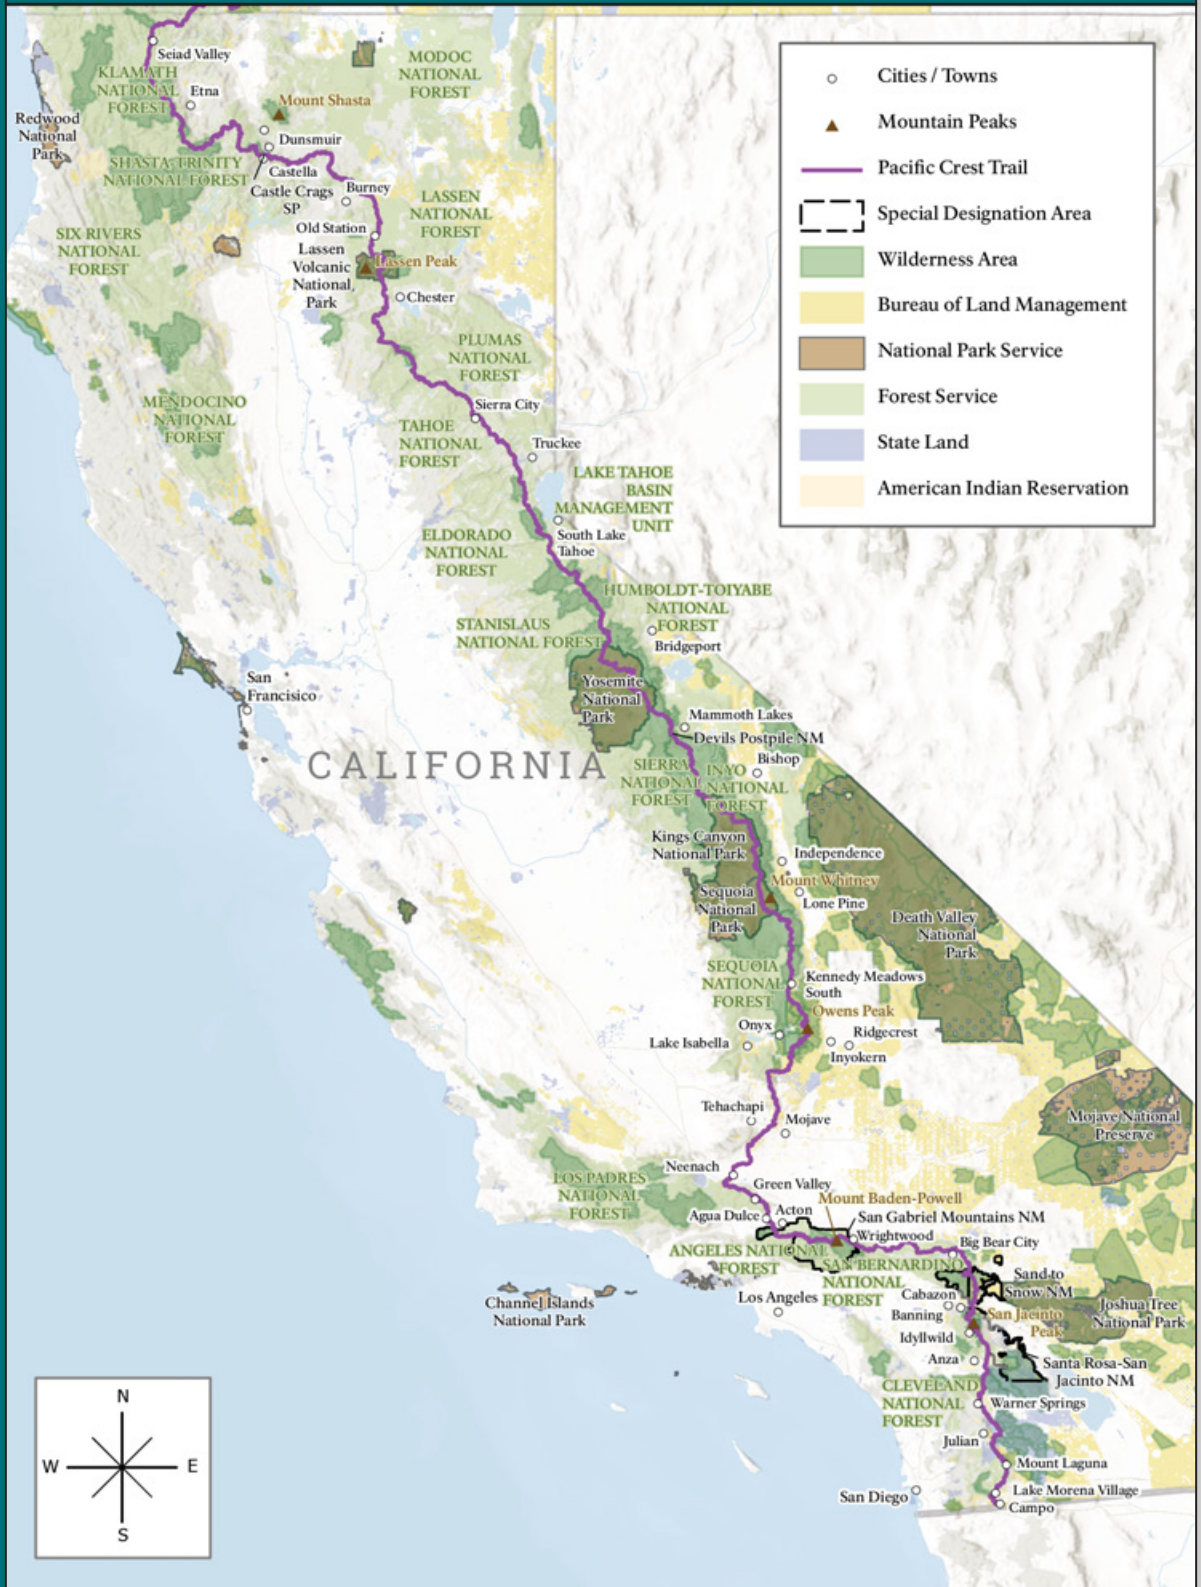 Cities / Towns
Mountain Peaks
Pacific Crest Trail
Special Designation Area
Wilderness Area
Bureau of Land Management
National Park Service
Forest Service
State Land
American Indian Reservation
Seiad Valley
KLAMATH
NATIONAL
FOREST
Etna
MODOC
NATIONAL
FOREST
Mount Shasta
Redwood
National
Park
Dunsmuir
SHASTA TRINITY
NATIONAL FOREST
Castella
Castle Crags
SP
Burney
LASSEN
NATIONAL
FOREST
SIX RIVERS
NATIONAL
FOREST
Old Station
Lassen
Volcanic
National
Park
Lassen Peak
Chester
PLUMAS
NATIONAL
FOREST
MENDOCINO
NATIONAL
FOREST
Sierra City
TAHOE
NATIONAL
FOREST
Truckee
LAKE TAHOE
BASIN
MANAGEMENT
UNIT
ELDORADO
NATIONAL
FOREST
South Lake
Tahoe
HUMBOLDT-TOIYABE
NATIONAL
FOREST
STANISLAUS
NATIONAL FOREST
Bridgeport
San
Francisico
Yosemite
National
Park
Mammoth Lakes
Devils Postpile NM
CALIFORNIA
SIERRA
NATIONAL
FOREST
INYO
NATIONAL
FOREST
Bishop
Kings Canyon
National Park
Independence
Mount Whitney
Sequoia
National
Park
Lone Pine
Death Valley
National
Park
SEQUOIA
NATIONAL
FOREST
Kennedy Meadows
South
Owens Peak
Onyx
Ridgecrest
Lake Isabella
Inyokern
Tehachapi
Mojave
Mojave National
Preserve
Neenach
LOS PADRES
NATIONAL
FOREST
Green Valley
Mount Baden-Powell
Agua Dulce
Acton
San Gabriel Mountains NM
Wrightwood
Big Bear City
ANGELES NATIONAL
FOREST
SAN BERNARDINO
NATIONAL
FOREST
Sand to
Snow NM
Channel Islands
National Park
Los Angeles
Cabazon
Banning
San Jacinto
Peak
Joshua Tree
National Park
Idyllwild
Anza
Santa Rosa-San
Jacinto NM
CLEVELAND
NATIONAL
FOREST
Warner Springs
Julian
Mount Laguna
San Diego
Lake Morena Village
Campo
N
W
E
S